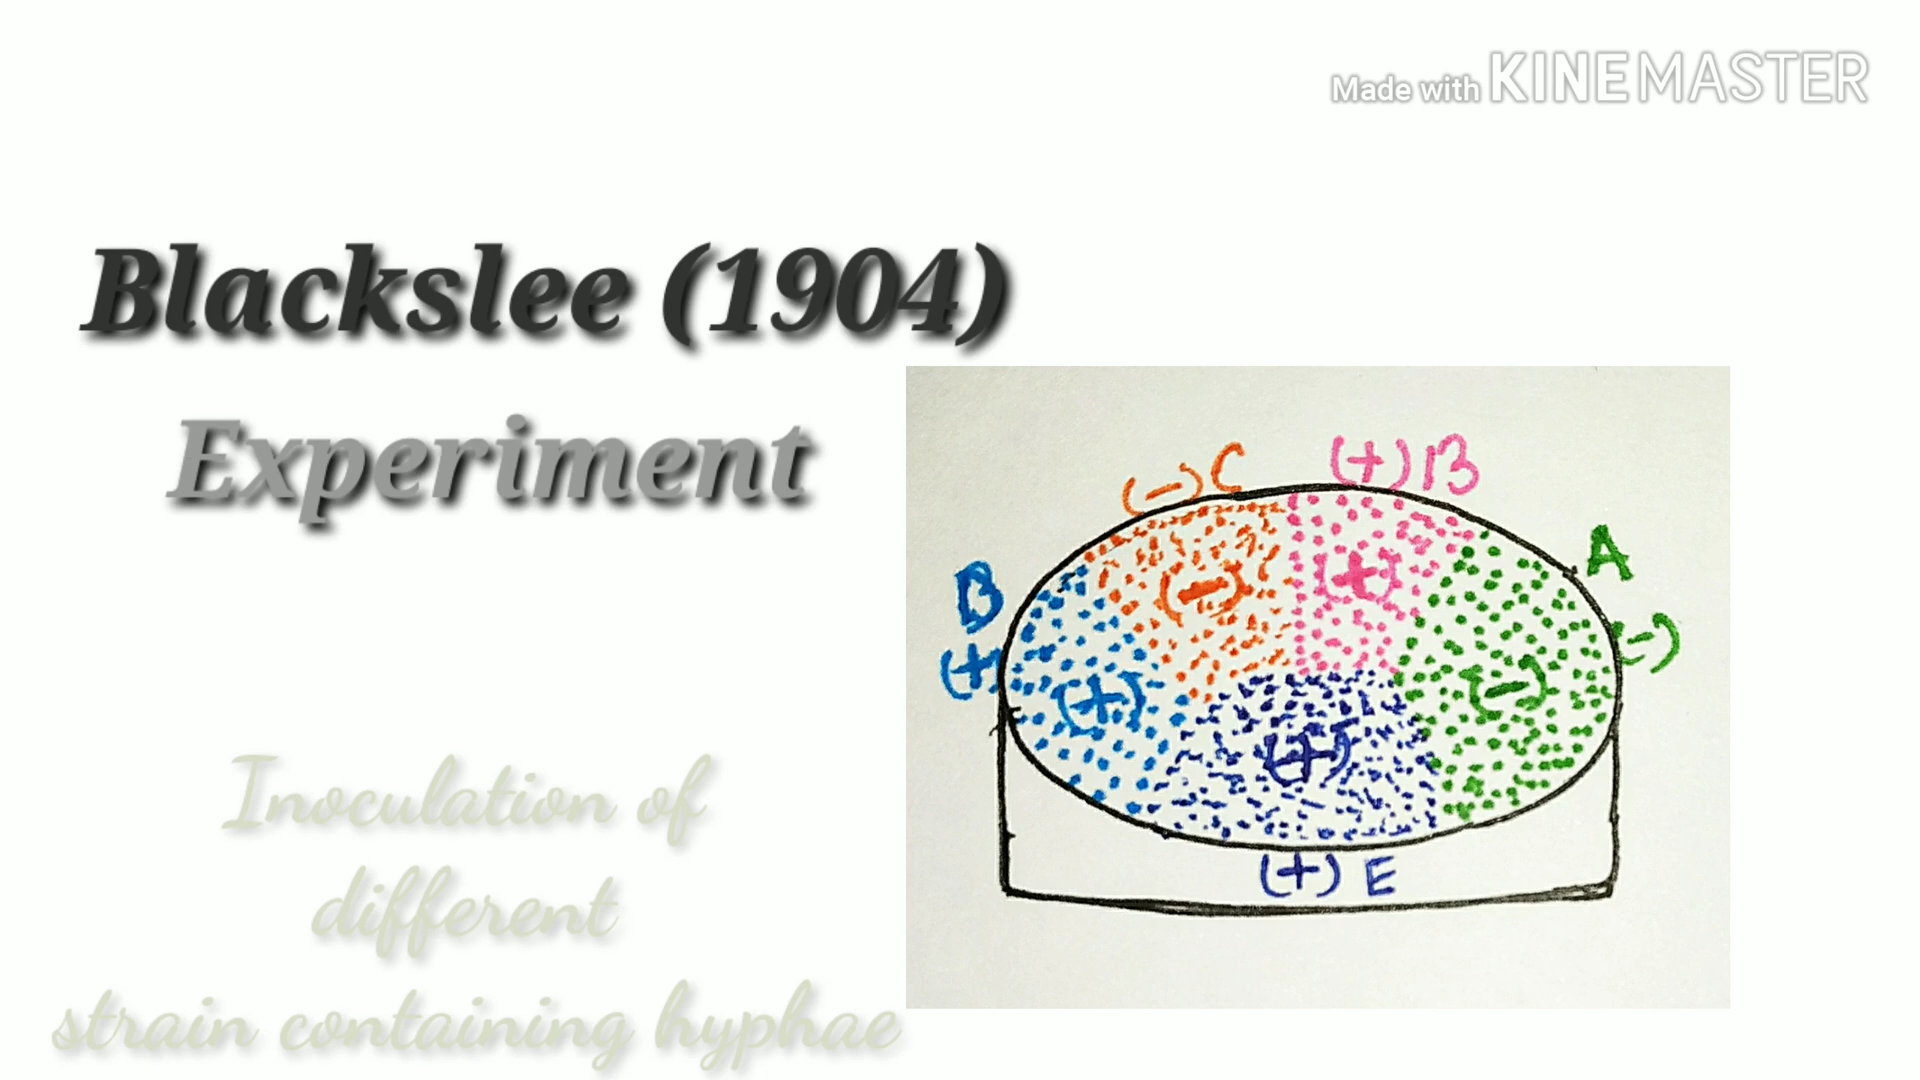 Made with KINEMASTER
Blackslee (1904)
Experiment
(-) C
(+) B
A
(-)
B
(+)
(-)
(+)
(+)
(-)
(+)
(+) E
Inoculation of
different
strain containing hyphae